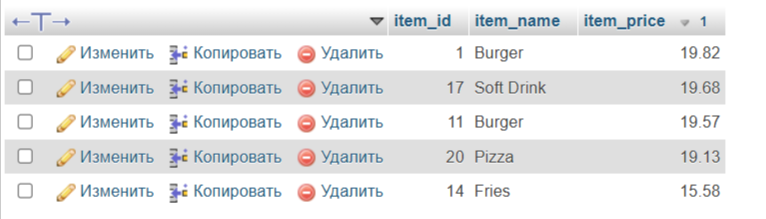 item_id item_name item_price 1
Изменить Копировать Удалить 1 Burger 19.82
Изменить Копировать Удалить 17 Soft Drink 19.68
Изменить Копировать Удалить 11 Burger 19.57
Изменить Копировать Удалить 20 Pizza 19.13
Изменить Копировать Удалить 14 Fries 15.58